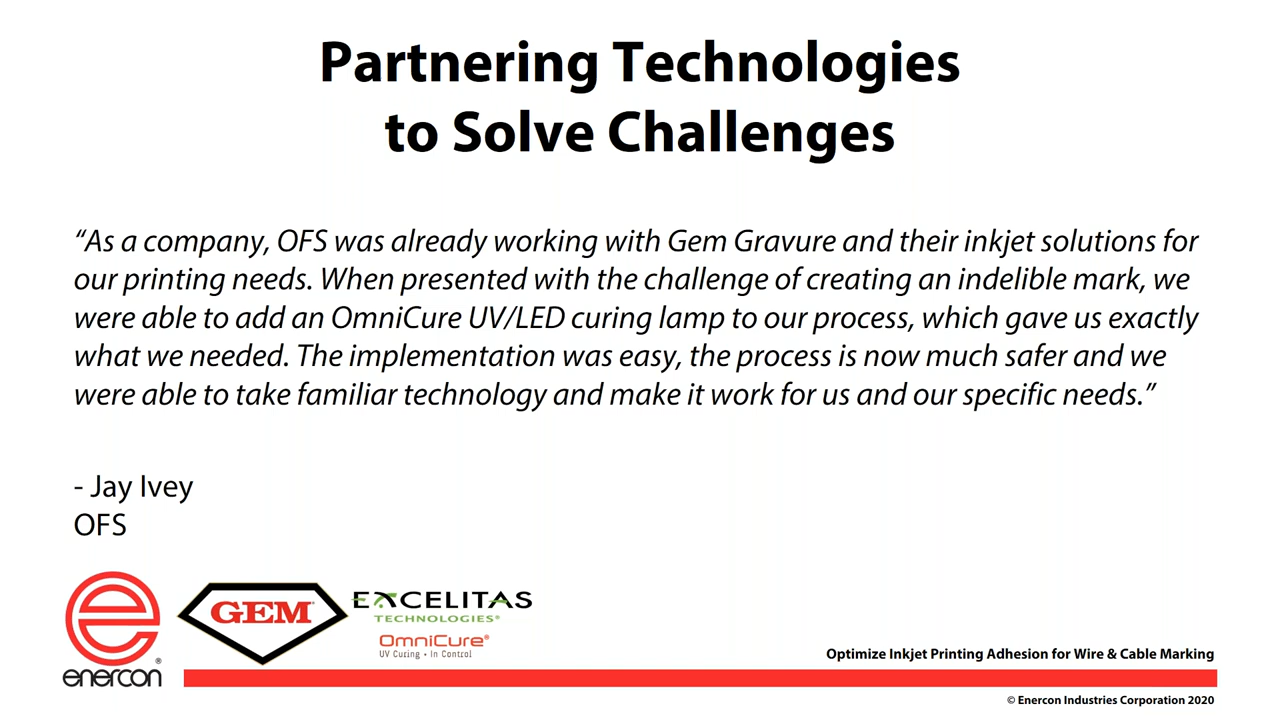 Partnering Technologies
to Solve Challenges
“As a company, OFS was already working with Gem Gravure and their inkjet solutions for
our printing needs. When presented with the challenge of creating an indelible mark, we
were able to add an OmniCure UV/LED curing lamp to our process, which gave us exactly
what we needed. The implementation was easy, the process is now much safer and we
were able to take familiar technology and make it work for us and our specific needs.”
- Jay Ivey
OFS
enercon®
GEM®
EXCELITAS
TECHNOLOGIES®
OmniCure®
UV Curing • In Control
Optimize Inkjet Printing Adhesion for Wire & Cable Marking
© Enercon Industries Corporation 2020